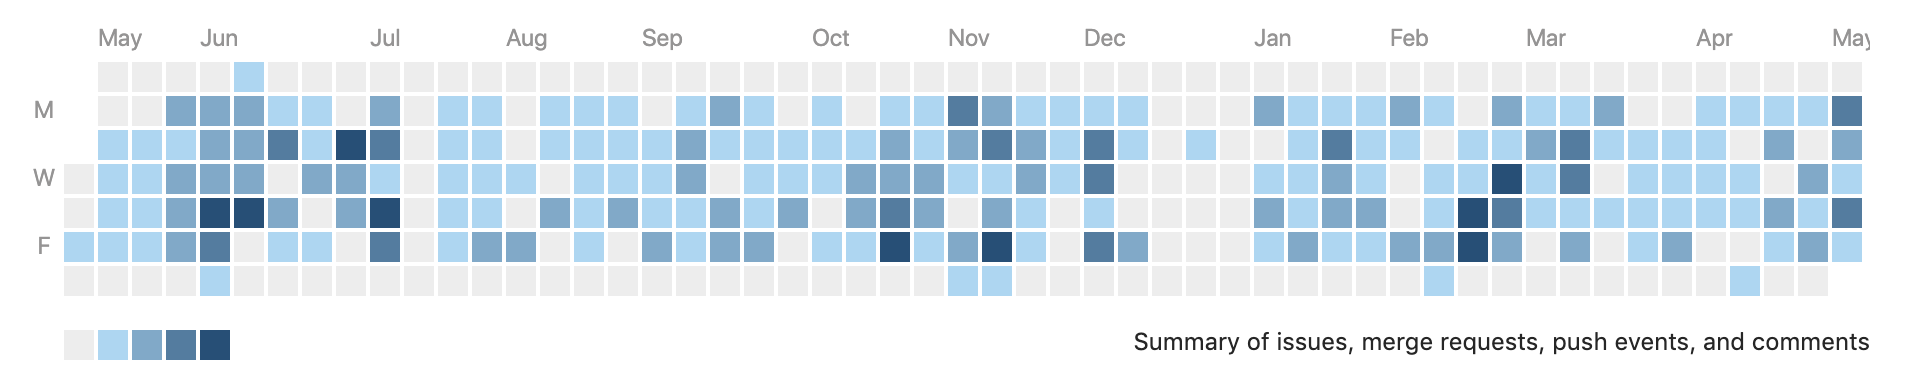 May Jun Jul Aug Sep Oct Nov Dec Jan Feb Mar Apr May
M
W
F
Summary of issues, merge requests, push events, and comments